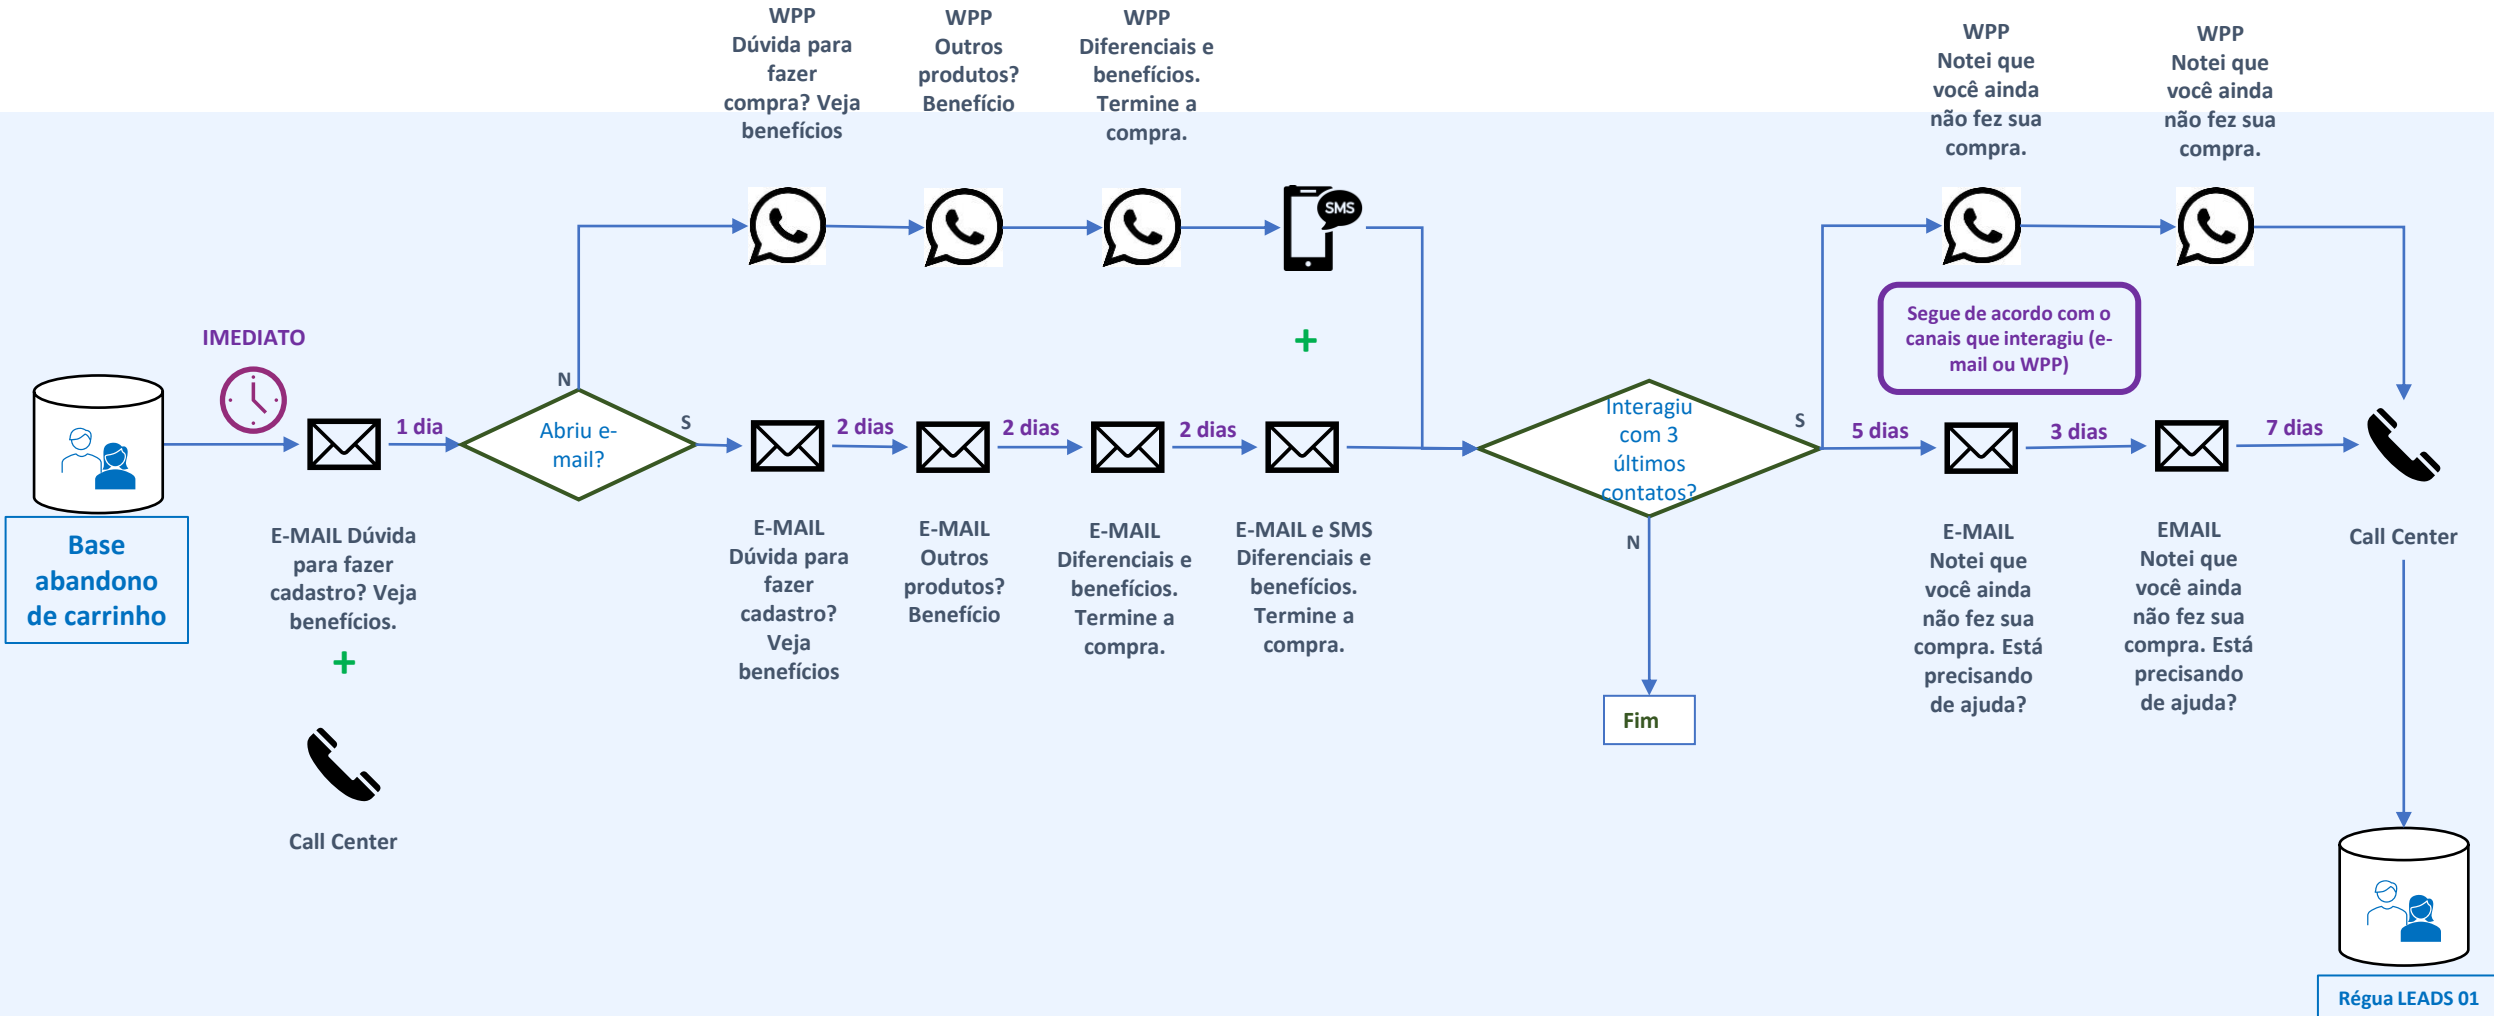 WPP
Dúvida para
fazer
compra? Veja
benefícios
WPP
Outros
produtos?
Benefício
WPP
Diferenciais e
benefícios.
Termine a
compra.
WPP
Notei que
você ainda
não fez sua
compra.
WPP
Notei que
você ainda
não fez sua
compra.
SMS
IMEDIATO
+
Segue de acordo com o
canais que interagiu (e-
mail ou WPP)
N
1 dia
Abriu e-
mail?
S
2 dias
2 dias
2 dias
Interagiu
com 3
últimos
contatos?
S
5 dias
3 dias
7 dias
N
Base
abandono
de carrinho
E-MAIL Dúvida
para fazer
cadastro? Veja
benefícios.
+
Call Center
E-MAIL
Dúvida para
fazer
cadastro?
Veja
benefícios
E-MAIL
Outros
produtos?
Benefício
E-MAIL
Diferenciais e
benefícios.
Termine a
compra.
E-MAIL e SMS
Diferenciais e
benefícios.
Termine a
compra.
Fim
E-MAIL
Notei que
você ainda
não fez sua
compra. Está
precisando
de ajuda?
EMAIL
Notei que
você ainda
não fez sua
compra. Está
precisando
de ajuda?
Call Center
Régua LEADS 01